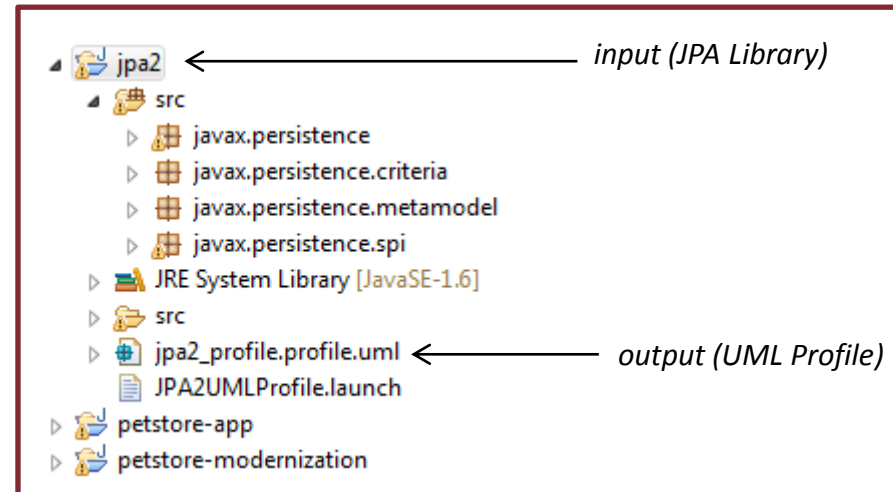 jpa2 input (JPA Library)
src
javax.persistence
javax.persistence.criteria
javax.persistence.metamodel
javax.persistence.spi
JRE System Library [JavaSE-1.6]
src
jpa2_profile.profile.uml output (UML Profile)
JPA2UMLProfile.launch
petstore-app
petstore-modernization